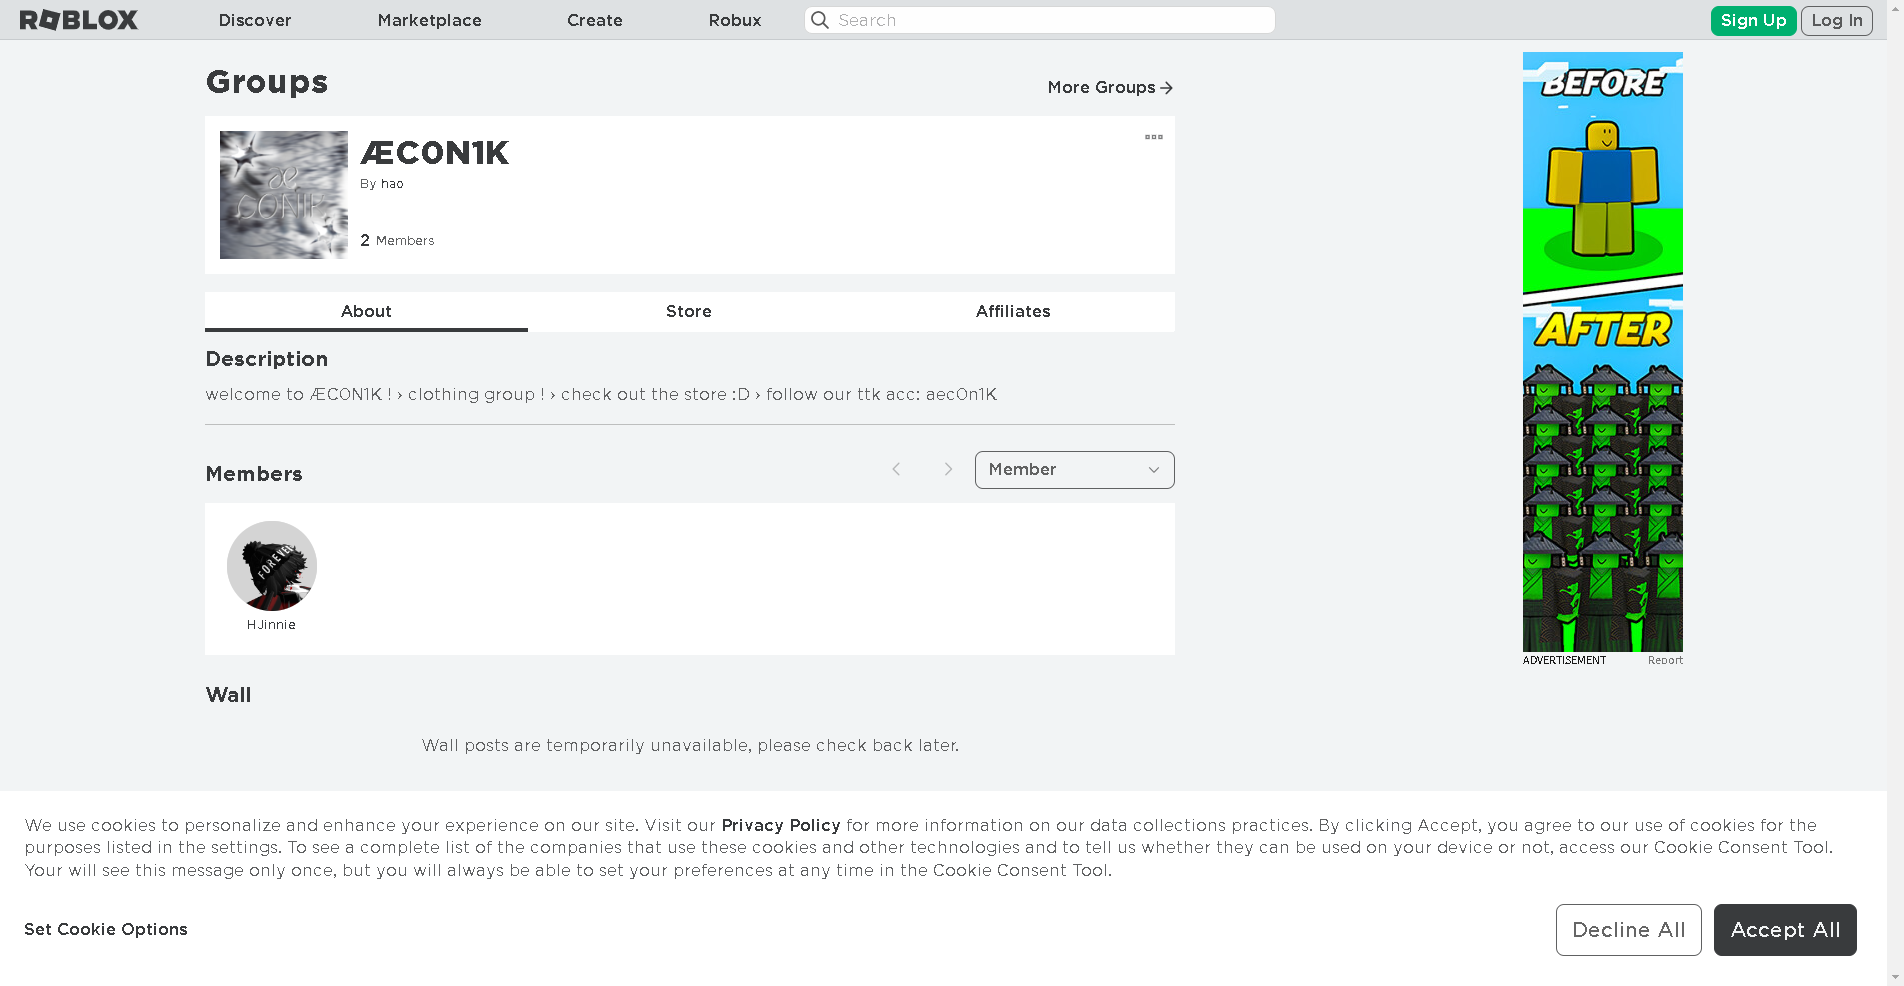 ROBLOX Discover Marketplace Create Robux Search Sign Up Log In
Groups
More Groups
æ
CON1K
ÆC0N1K
By hao
2 Members
About Store Affiliates
Description
welcome to ÆC0N1K ! › clothing group ! › check out the store :D › follow our ttk acc: aec0n1K
Members
Member
FOREVER
HJinnie
Wall
Wall posts are temporarily unavailable, please check back later.
BEFORE
AFTER
ADVERTISEMENT Report
We use cookies to personalize and enhance your experience on our site. Visit our Privacy Policy for more information on our data collections practices. By clicking Accept, you agree to our use of cookies for the
purposes listed in the settings. To see a complete list of the companies that use these cookies and other technologies and to tell us whether they can be used on your device or not, access our Cookie Consent Tool.
Your will see this message only once, but you will always be able to set your preferences at any time in the Cookie Consent Tool.
Set Cookie Options
Decline All Accept All